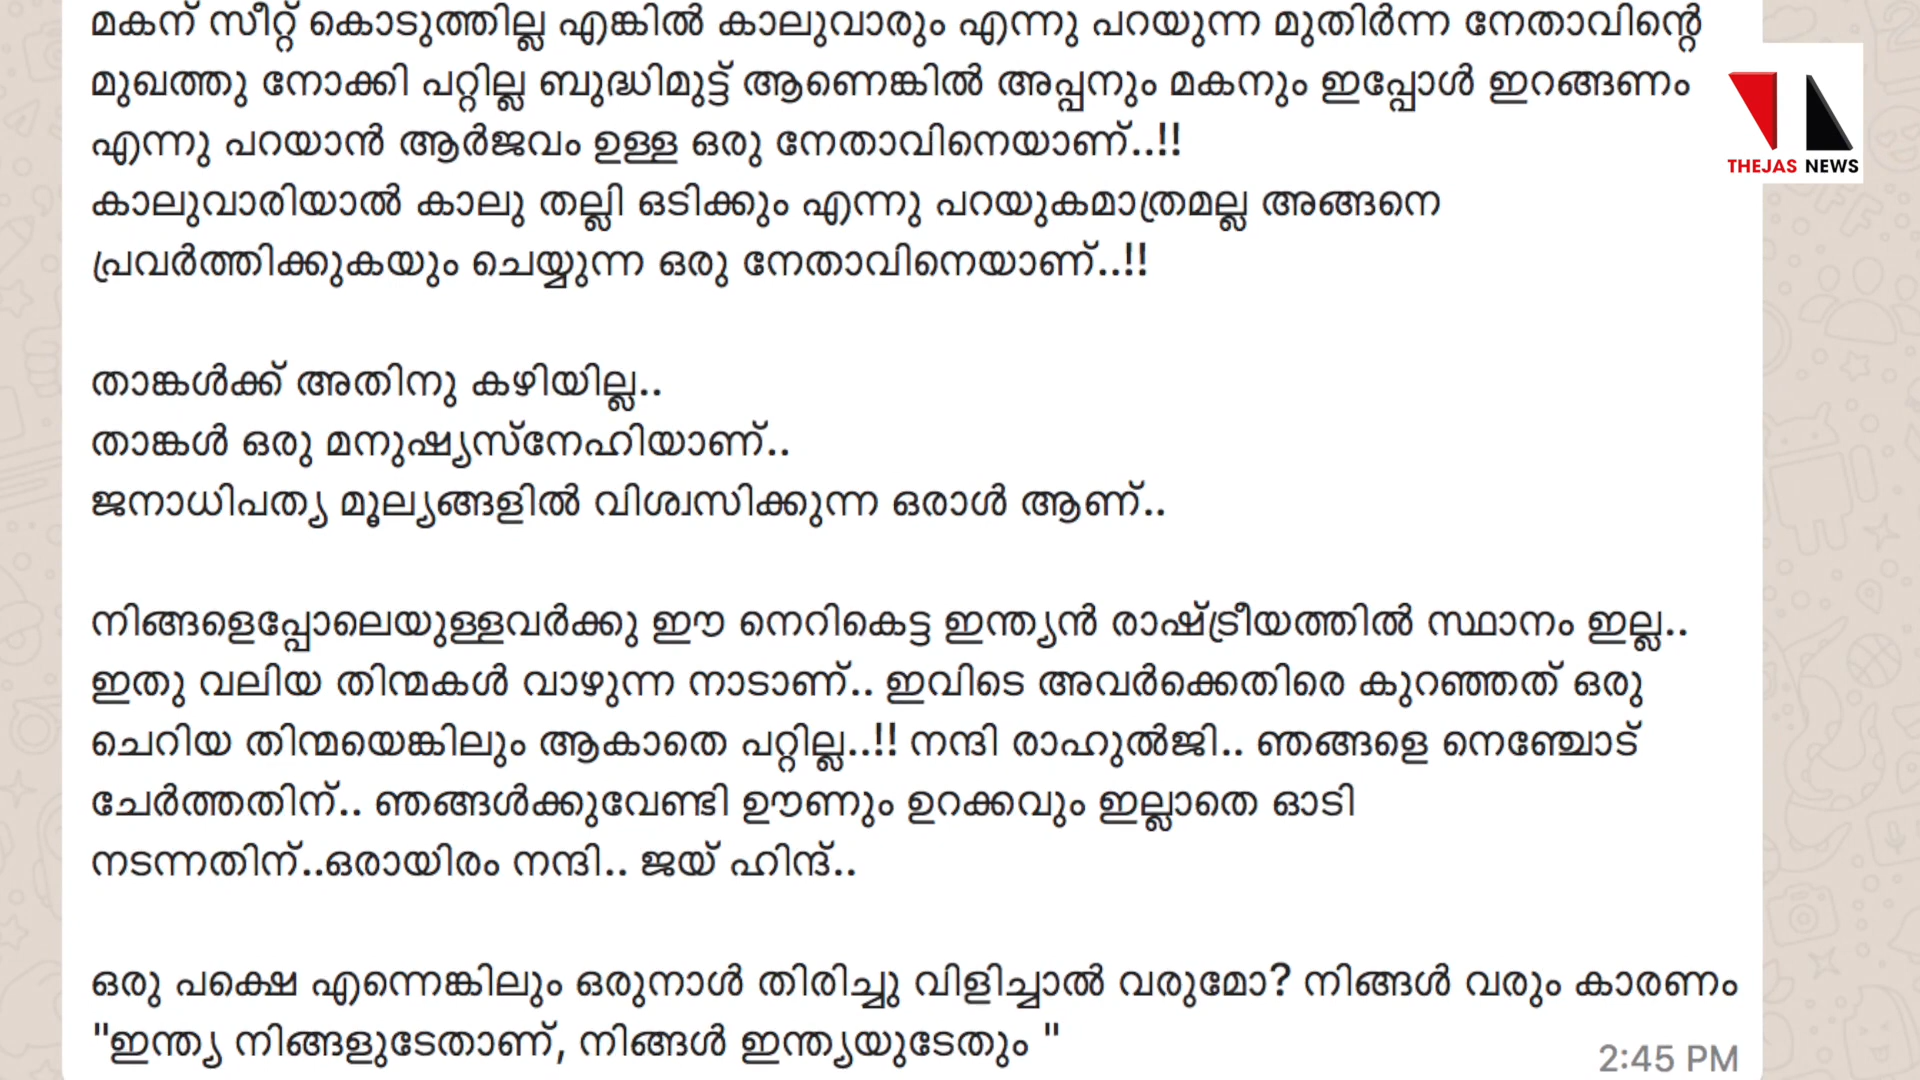 മകന് സീറ്റ് കൊടുത്തില്ല എങ്കിൽ കാലുവാരും എന്നു പറയുന്ന മുതിർന്ന നേതാവിന്റെ
മുഖത്തു നോക്കി പറ്റില്ല ബുദ്ധിമുട്ട് ആണെങ്കിൽ അപ്പനും മകനും ഇപ്പോൾ ഇറങ്ങണം
എന്നു പറയാൻ ആർജവം ഉള്ള ഒരു നേതാവിനെയാണ്..!!
കാലുവാരിയാൽ കാലു തല്ലി ഒടിക്കും എന്നു പറയുകമാത്രമല്ല അങ്ങനെ
പ്രവർത്തിക്കുകയും ചെയ്യുന്ന ഒരു നേതാവിനെയാണ്..!!
താങ്കൾക്ക് അതിനു കഴിയില്ല..
താങ്കൾ ഒരു മനുഷ്യസ്നേഹിയാണ്..
ജനാധിപത്യ മൂല്യങ്ങളിൽ വിശ്വസിക്കുന്ന ഒരാൾ ആണ്..
നിങ്ങളെപ്പോലെയുള്ളവർക്കു ഈ നെറികെട്ട ഇന്ത്യൻ രാഷ്ട്രീയത്തിൽ സ്ഥാനം ഇല്ല..
ഇതു വലിയ തിന്മകൾ വാഴുന്ന നാടാണ്.. ഇവിടെ അവർക്കെതിരെ കുറഞ്ഞത് ഒരു
ചെറിയ തിന്മയെങ്കിലും ആകാതെ പറ്റില്ല..!! നന്ദി രാഹുൽജി.. ഞങ്ങളെ നെഞ്ചോട്
ചേർത്തതിന്.. ഞങ്ങൾക്കുവേണ്ടി ഊണും ഉറക്കവും ഇല്ലാതെ ഓടി
നടന്നതിന്..ഒരായിരം നന്ദി.. ജയ് ഹിന്ദ്..
ഒരു പക്ഷെ എന്നെങ്കിലും ഒരുനാൾ തിരിച്ചു വിളിച്ചാൽ വരുമോ? നിങ്ങൾ വരും കാരണം
"ഇന്ത്യ നിങ്ങളുടേതാണ്, നിങ്ങൾ ഇന്ത്യയുടേതും "
2:45 PM
THEJAS NEWS